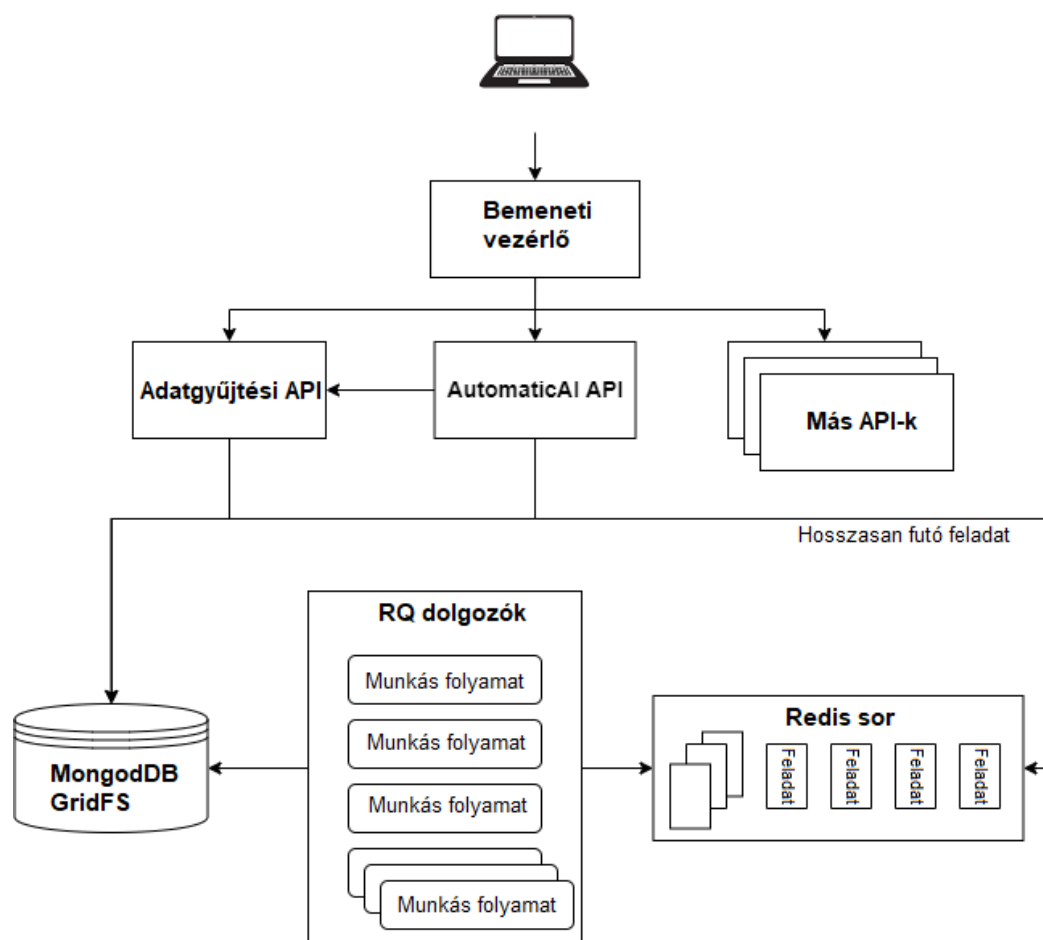 Bemeneti
vezérlő
Adatgyűjtési API
AutomaticAI API
Más API-k
Hosszasan futó feladat
RQ dolgozók
Munkás folyamat
Munkás folyamat
Munkás folyamat
Munkás folyamat
MongodDB
GridFS
Redis sor
Feladat
Feladat
Feladat
Feladat